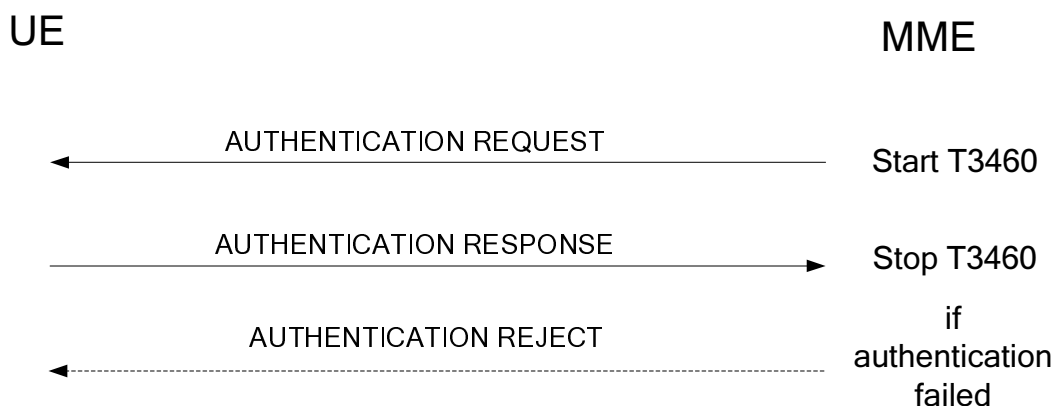 UE
MME
AUTHENTICATION REQUEST
Start T3460
AUTHENTICATION RESPONSE
Stop T3460
AUTHENTICATION REJECT
if
authentication
failed